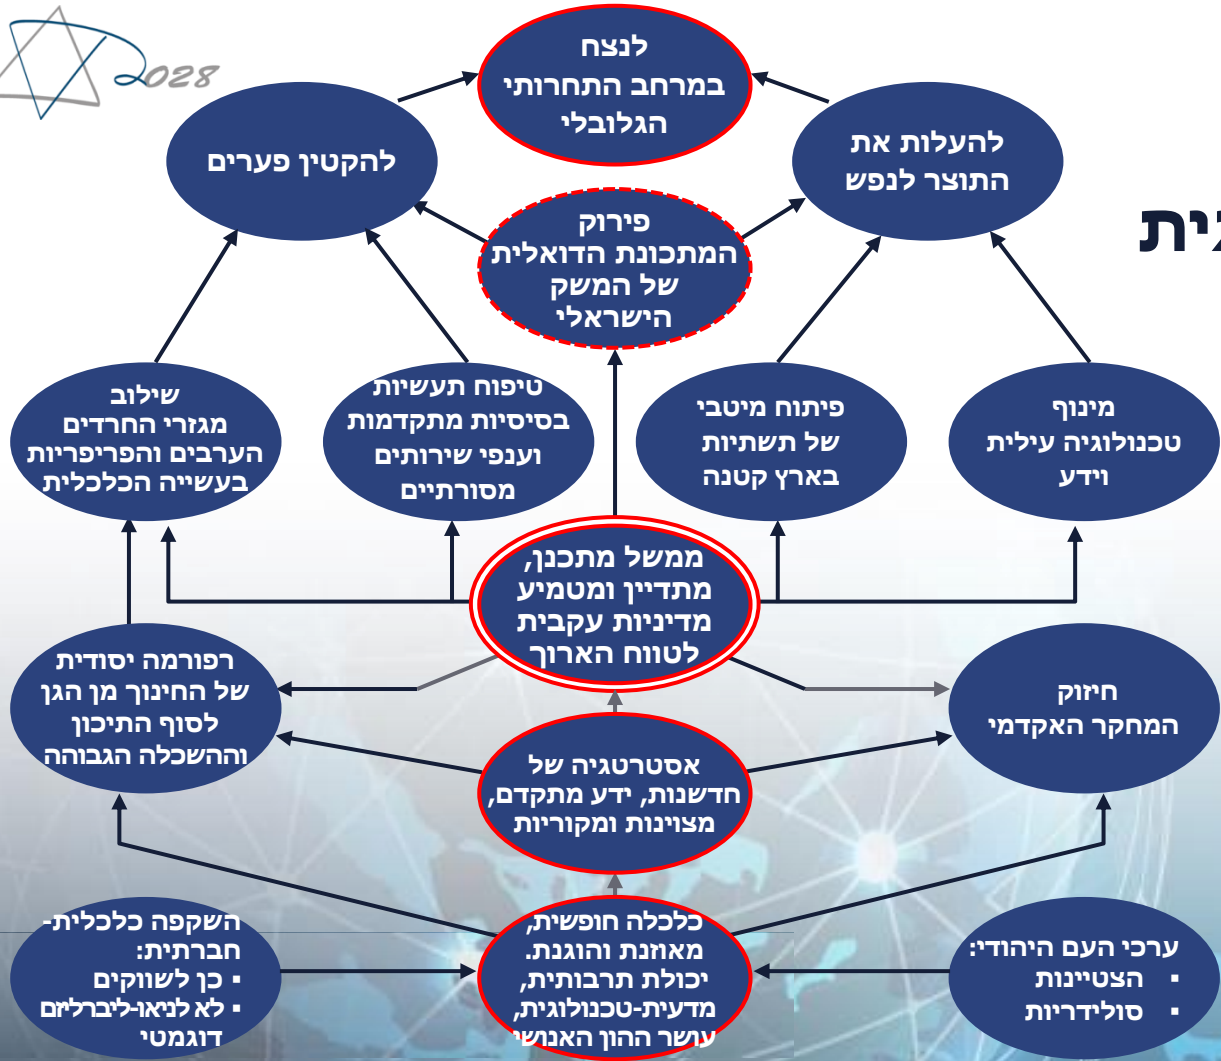 2028
לנצח
במרחב התחרותי
הגלובלי
להקטין פערים
להעלות את
התוצר לנפש
פירוק
המתכונת הדואלית
של המשק
הישראלי
שילוב
מגזרי החרדים
הערבים והפריפריות
בעשייה הכלכלית
טיפוח תעשיות
בסיסיות מתקדמות
וענפי שירותים
מסורתיים
פיתוח מיטבי
של תשתיות
בארץ קטנה
מינוף
טכנולוגיה עילית
וידע
ממשל מתכנן,
מתדיין ומטמיע
מדיניות עקבית
לטווח הארוך
רפורמה יסודית
של החינוך מן הגן
לסוף התיכון
וההשכלה הגבוהה
חיזוק
המחקר האקדמי
אסטרטגיה של
חדשנות, ידע מתקדם,
מצוינות ומקוריות
השקפה כלכלית-
חברתית:
▪ כן לשווקים
▪ לא לניאו-ליברליזם
דוגמטי
כלכלה חופשית,
מאוזנת והוגנת.
יכולת תרבותית,
מדעית-טכנולוגית,
עושר ההון האנושי
ערכי העם היהודי:
▪ הצטיינות
▪ סולידריות